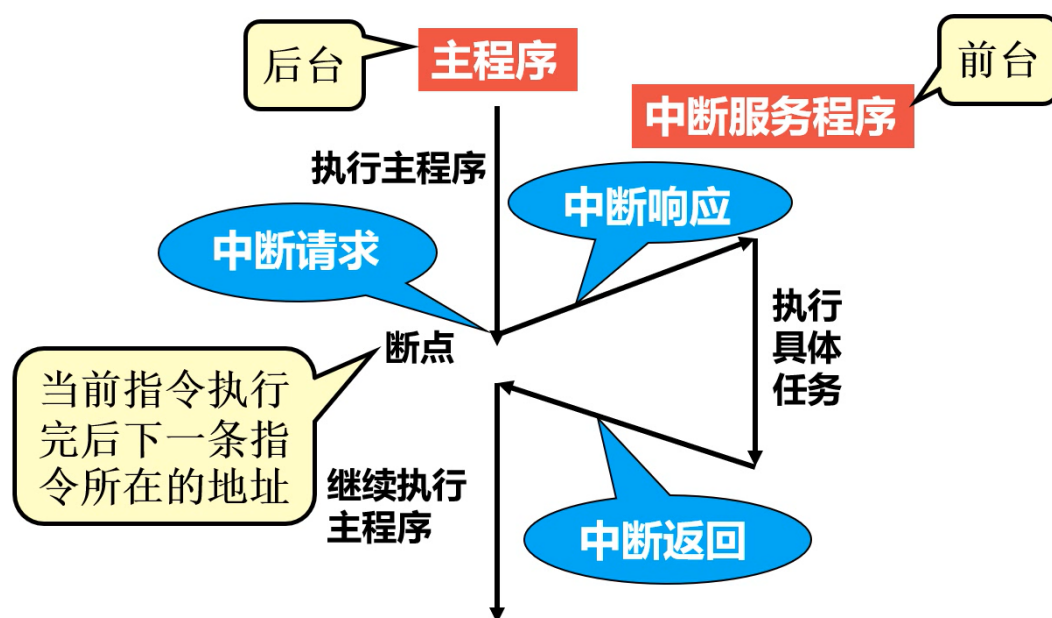 后台
主程序
前台
中断服务程序
执行主程序
中断响应
中断请求
断点
执行
具体
任务
当前指令执行
完后下一条指
令所在的地址
继续执行
主程序
中断返回